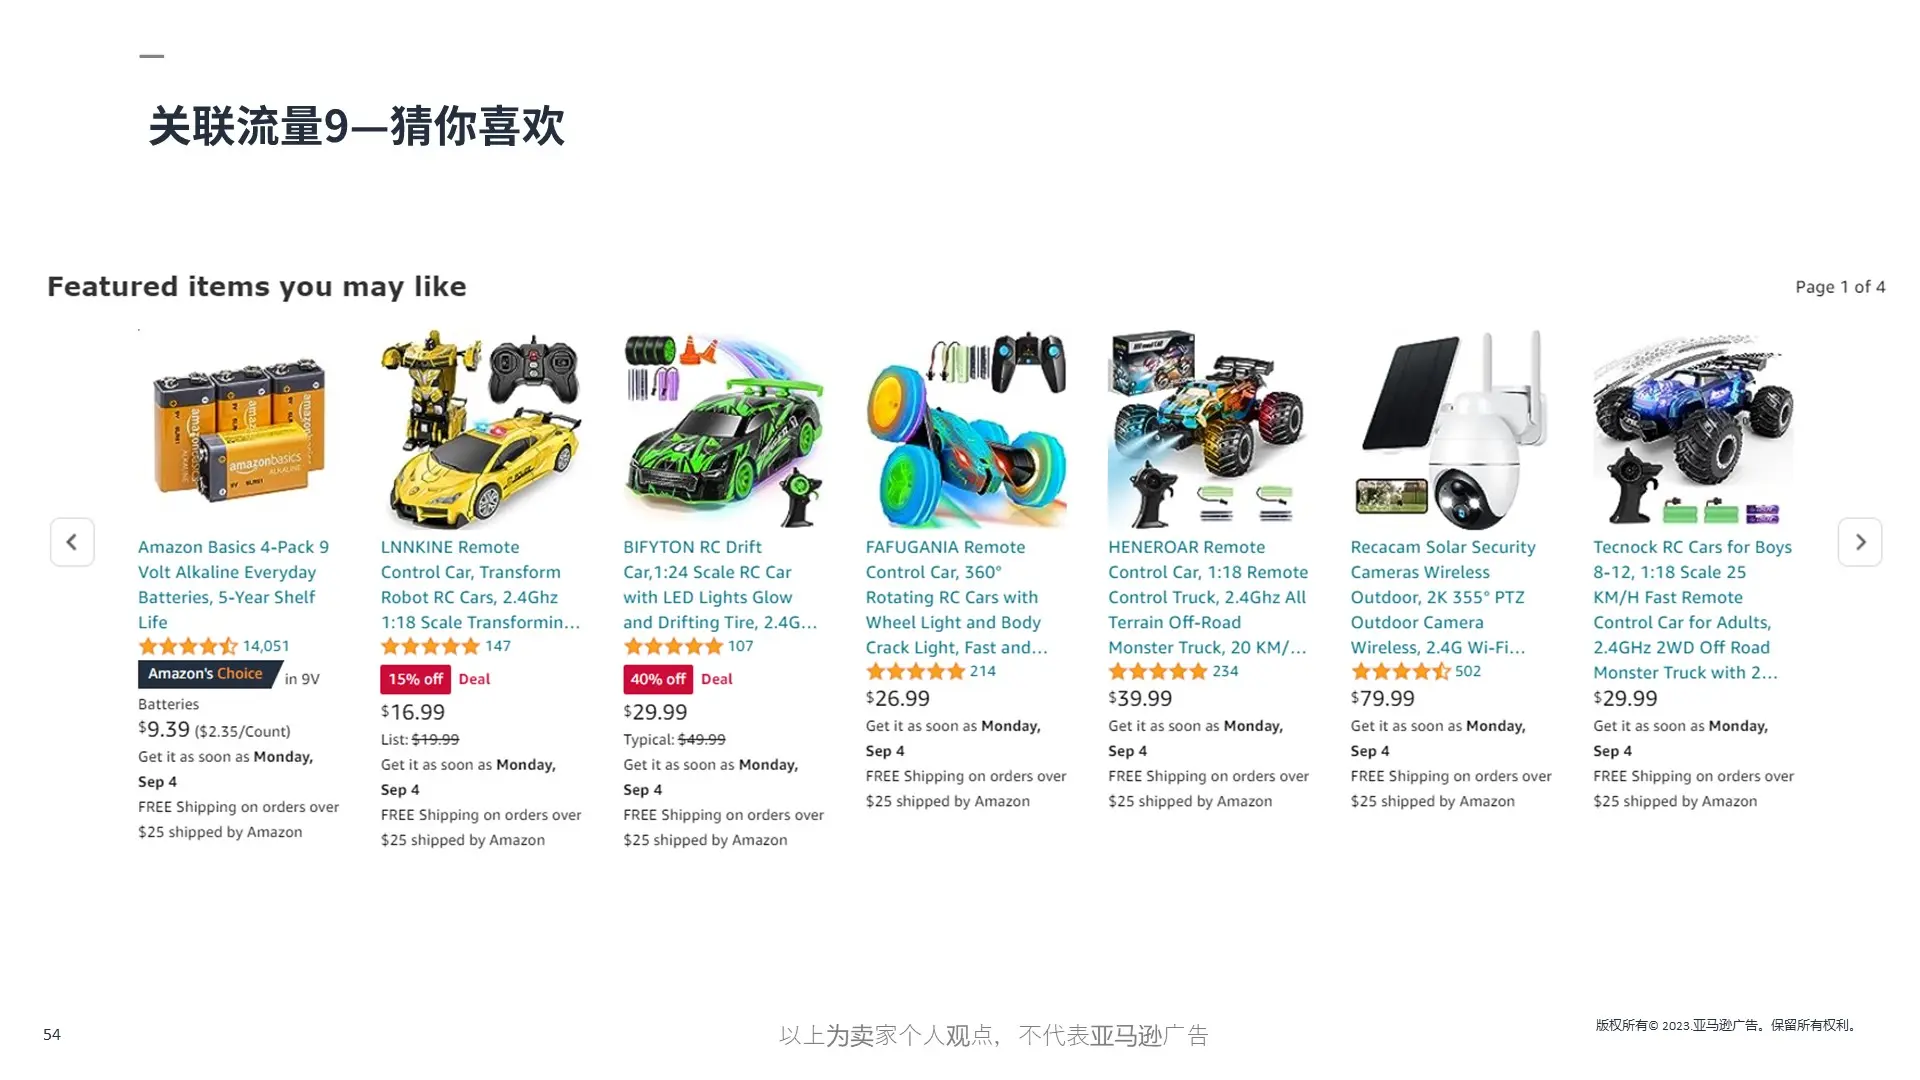 关联流量9—猜你喜欢
Featured items you may like
Page 1 of 4
amazonbasics
ALKALINE
Amazon Basics 4-Pack 9
Volt Alkaline Everyday
Batteries, 5-Year Shelf
Life
14,051
Amazon's Choice in 9V
Batteries
$9.39 ($2.35/Count)
Get it as soon as Monday,
Sep 4
FREE Shipping on orders over
$25 shipped by Amazon
LNNKINE Remote
Control Car, Transform
Robot RC Cars, 2.4Ghz
1:18 Scale Transformin...
147
15% off Deal
$16.99
List: $19.99
Get it as soon as Monday,
Sep 4
FREE Shipping on orders over
$25 shipped by Amazon
BIFYTON RC Drift
Car,1:24 Scale RC Car
with LED Lights Glow
and Drifting Tire, 2.4G...
107
40% off Deal
$29.99
Typical: $49.99
Get it as soon as Monday,
Sep 4
FREE Shipping on orders over
$25 shipped by Amazon
FAFUGANIA Remote
Control Car, 360°
Rotating RC Cars with
Wheel Light and Body
Crack Light, Fast and...
214
$26.99
Get it as soon as Monday,
Sep 4
FREE Shipping on orders over
$25 shipped by Amazon
HENEROAR Remote
Control Car, 1:18 Remote
Control Truck, 2.4Ghz All
Terrain Off-Road
Monster Truck, 20 KM/...
234
$39.99
Get it as soon as Monday,
Sep 4
FREE Shipping on orders over
$25 shipped by Amazon
Recacam Solar Security
Cameras Wireless
Outdoor, 2K 355° PTZ
Outdoor Camera
Wireless, 2.4G Wi-Fi...
502
$79.99
Get it as soon as Monday,
Sep 4
FREE Shipping on orders over
$25 shipped by Amazon
Tecnock RC Cars for Boys
8-12, 1:18 Scale 25
KM/H Fast Remote
Control Car for Adults,
2.4GHz 2WD Off Road
Monster Truck with 2...
$29.99
Get it as soon as Monday,
Sep 4
FREE Shipping on orders over
$25 shipped by Amazon
54
以上为卖家个人观点，不代表亚马逊广告
版权所有© 2023.亚马逊广告。保留所有权利。